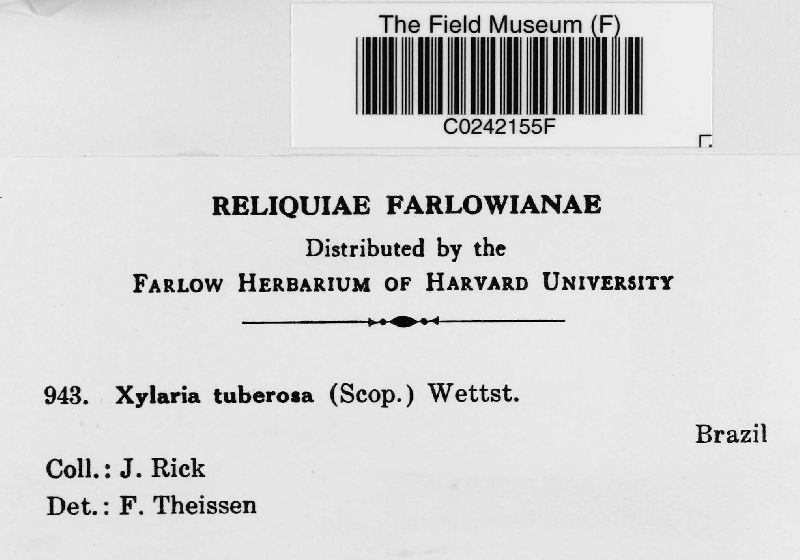 The Field Museum (F)
C0242155F
RELIQUIAE FARLOWIANAE
Distributed by the
FARLOW HERBARIUM OF HARVARD UNIVERSITY
943. Xylaria tuberosa (Scop.) Wettst.
Brazil
Coll.: J. Rick
Det.: F. Theissen